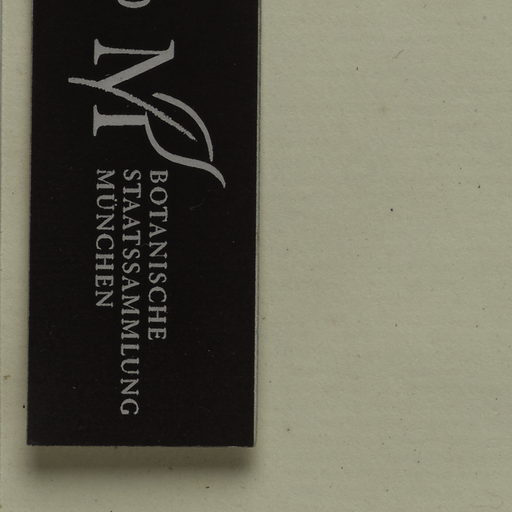 M
BOTANISCHE
STAATSSAMMLUNG
MÜNCHEN